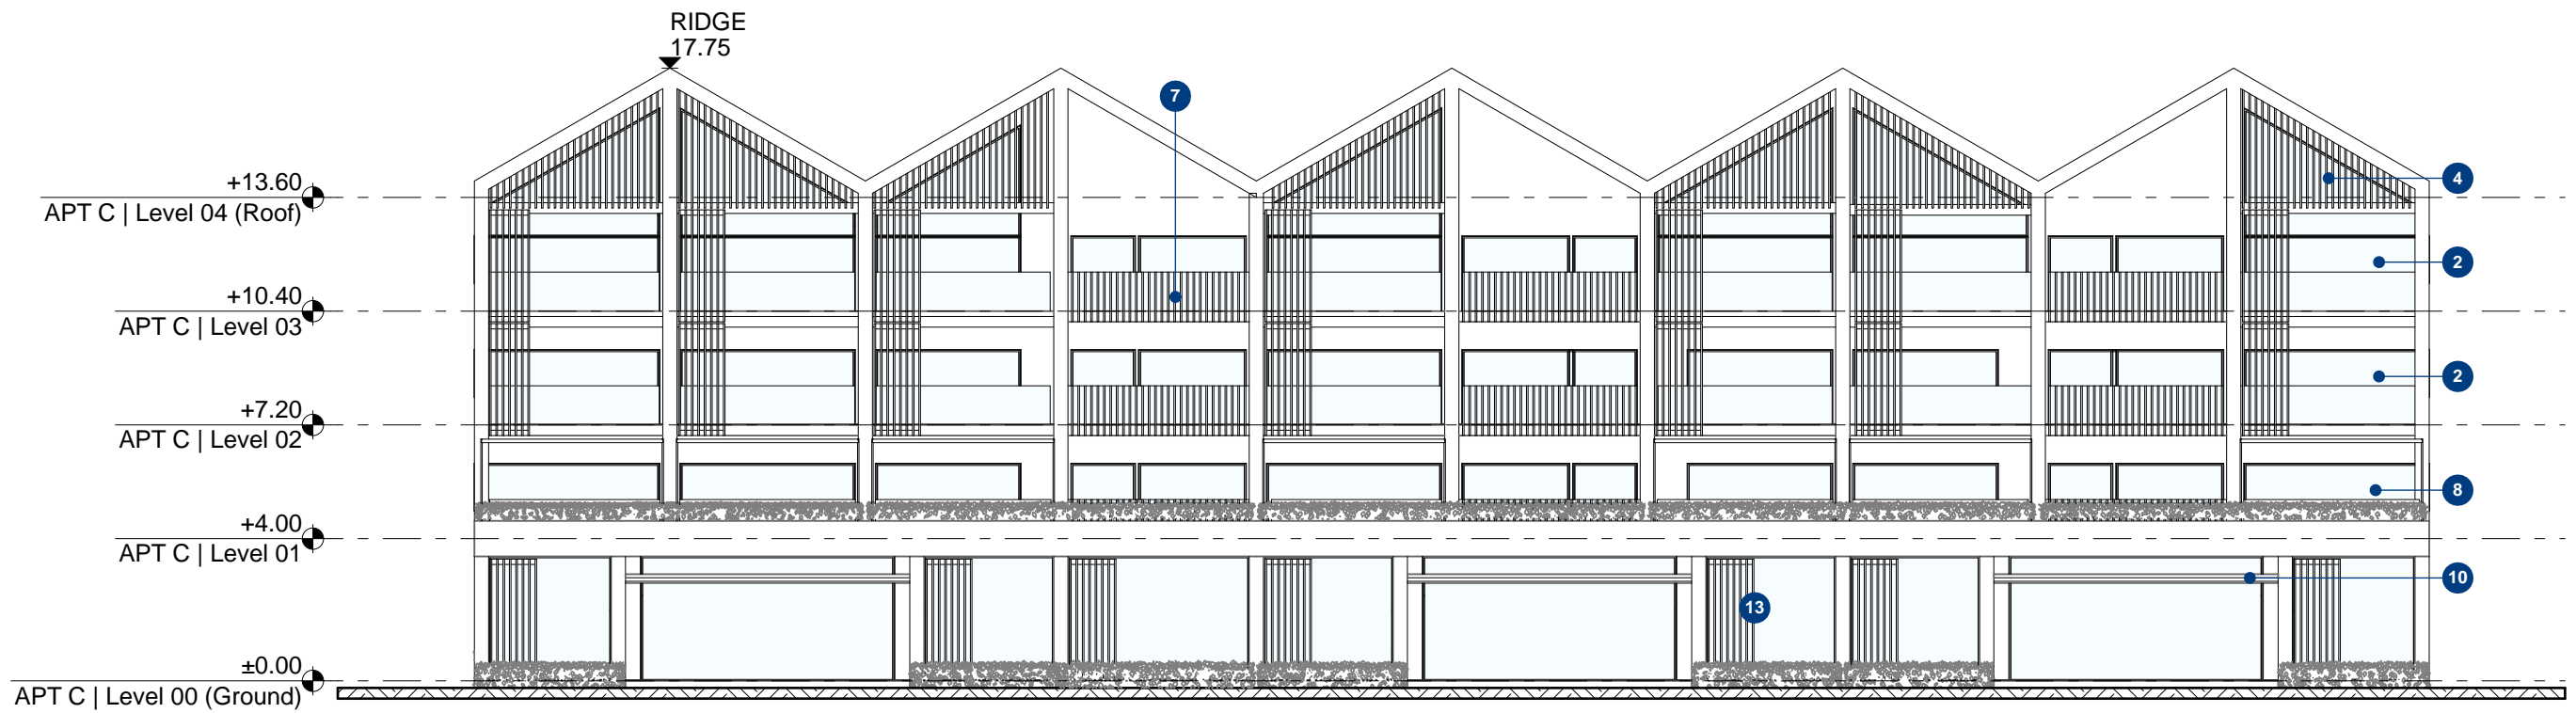 RIDGE
17.75
7
+13.60
APT C | Level 04 (Roof)
4
2
+10.40
APT C | Level 03
2
+7.20
APT C | Level 02
8
+4.00
APT C | Level 01
10
13
±0.00
APT C | Level 00 (Ground)